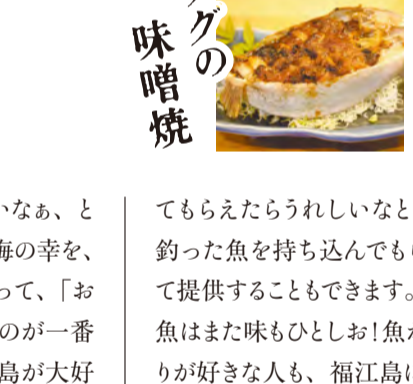 グの
味噌焼
いなぁ、と
海の幸を、
って、「お
のが一番
島が大好
てもらえたらうれしいなと
釣った魚を持ち込んでも
て提供することもできます。
魚はまた味もひとしお!魚
りが好きな人も、福江島